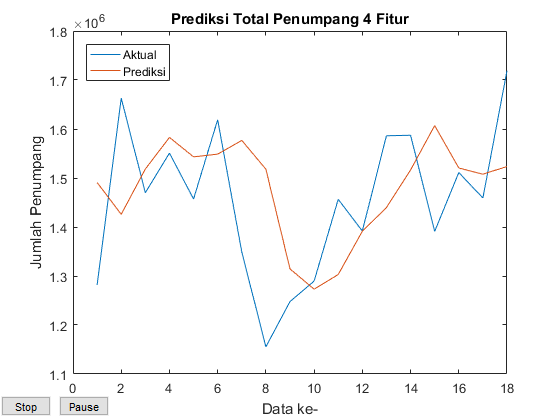 Prediksi Total Penumpang 4 Fitur
×10^6
1.8
1.7
1.6
1.5
1.4
1.3
1.2
1.1
Jumlah Penumpang
Aktual
Prediksi
0 2 4 6 8 10 12 14 16 18
Data ke-
Stop Pause